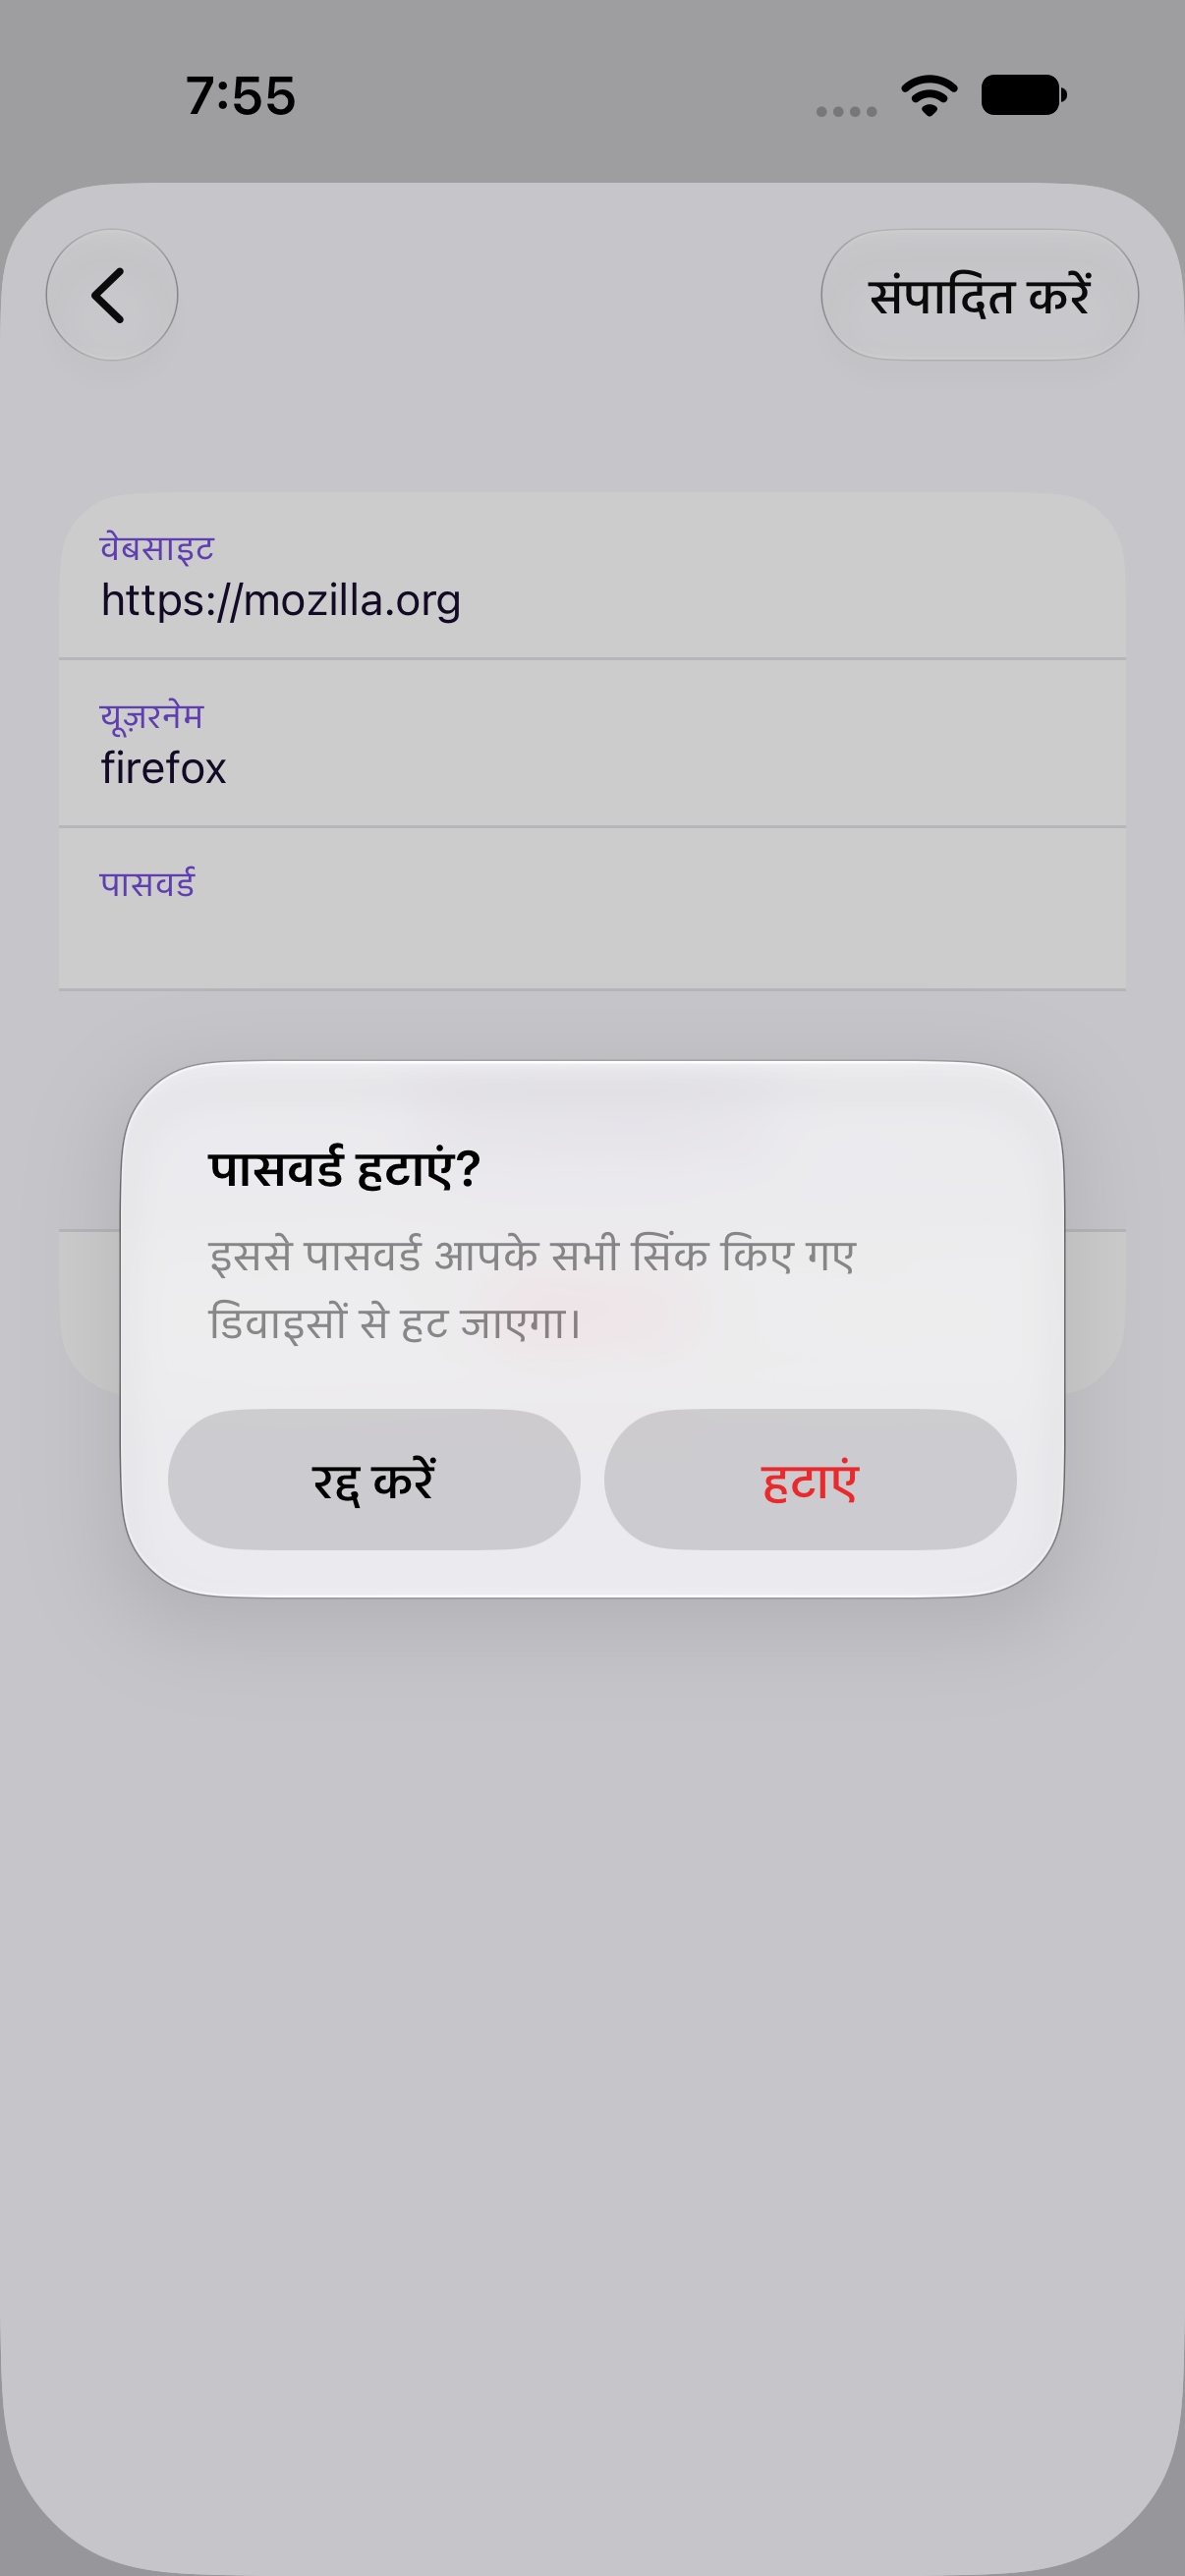 7:55
संपादित करें
वेबसाइट
https://mozilla.org
यूज़रनेम
firefox
पासवर्ड
पासवर्ड हटाएं?
इससे पासवर्ड आपके सभी सिंक किए गए
डिवाइसों से हट जाएगा।
रद्द करें
हटाएं